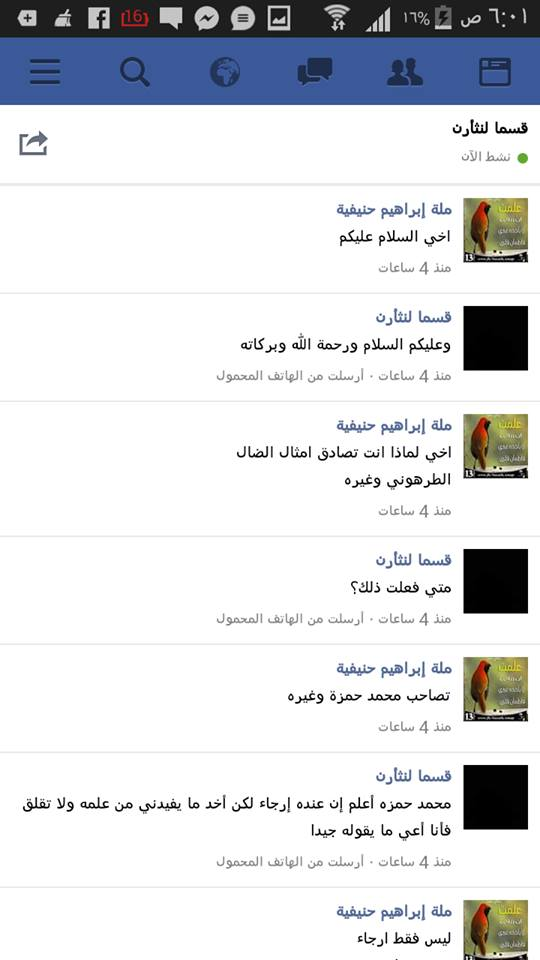 ٦:٠١ ص
١٦%
16
قسما لنثأرن
نشط الآن
ملة إبراهيم حنيفية
اخي السلام عليكم
منذ 4 ساعات
قسما لنثأرن
وعليكم السلام ورحمة الله وبركاته
منذ 4 ساعات · أرسلت من الهاتف المحمول
ملة إبراهيم حنيفية
اخي لماذا انت تصادق امثال الضال
الطرهوني وغيره
منذ 4 ساعات
قسما لنثأرن
متي فعلت ذلك؟
منذ 4 ساعات · أرسلت من الهاتف المحمول
ملة إبراهيم حنيفية
تصاحب محمد حمزة وغيره
منذ 4 ساعات
قسما لنثأرن
محمد حمزه أعلم إن عنده إرجاء لكن أخد ما يفيدني من علمه ولا تقلق
فأنا أعي ما يقوله جيدا
منذ 4 ساعات · أرسلت من الهاتف المحمول
ملة إبراهيم حنيفية
ليس فقط ارجاء